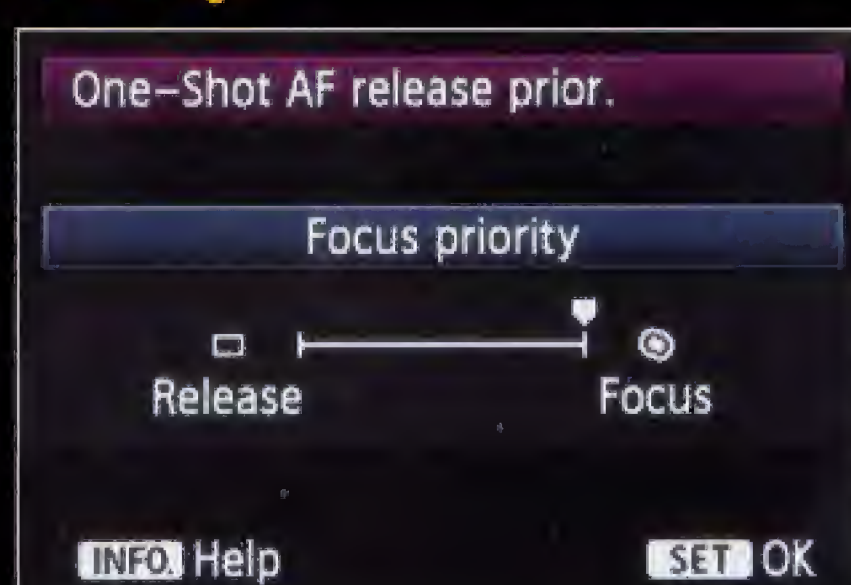 One-Shot AF release prior.
Focus priority
Release Focus
INFO. Help SET OK